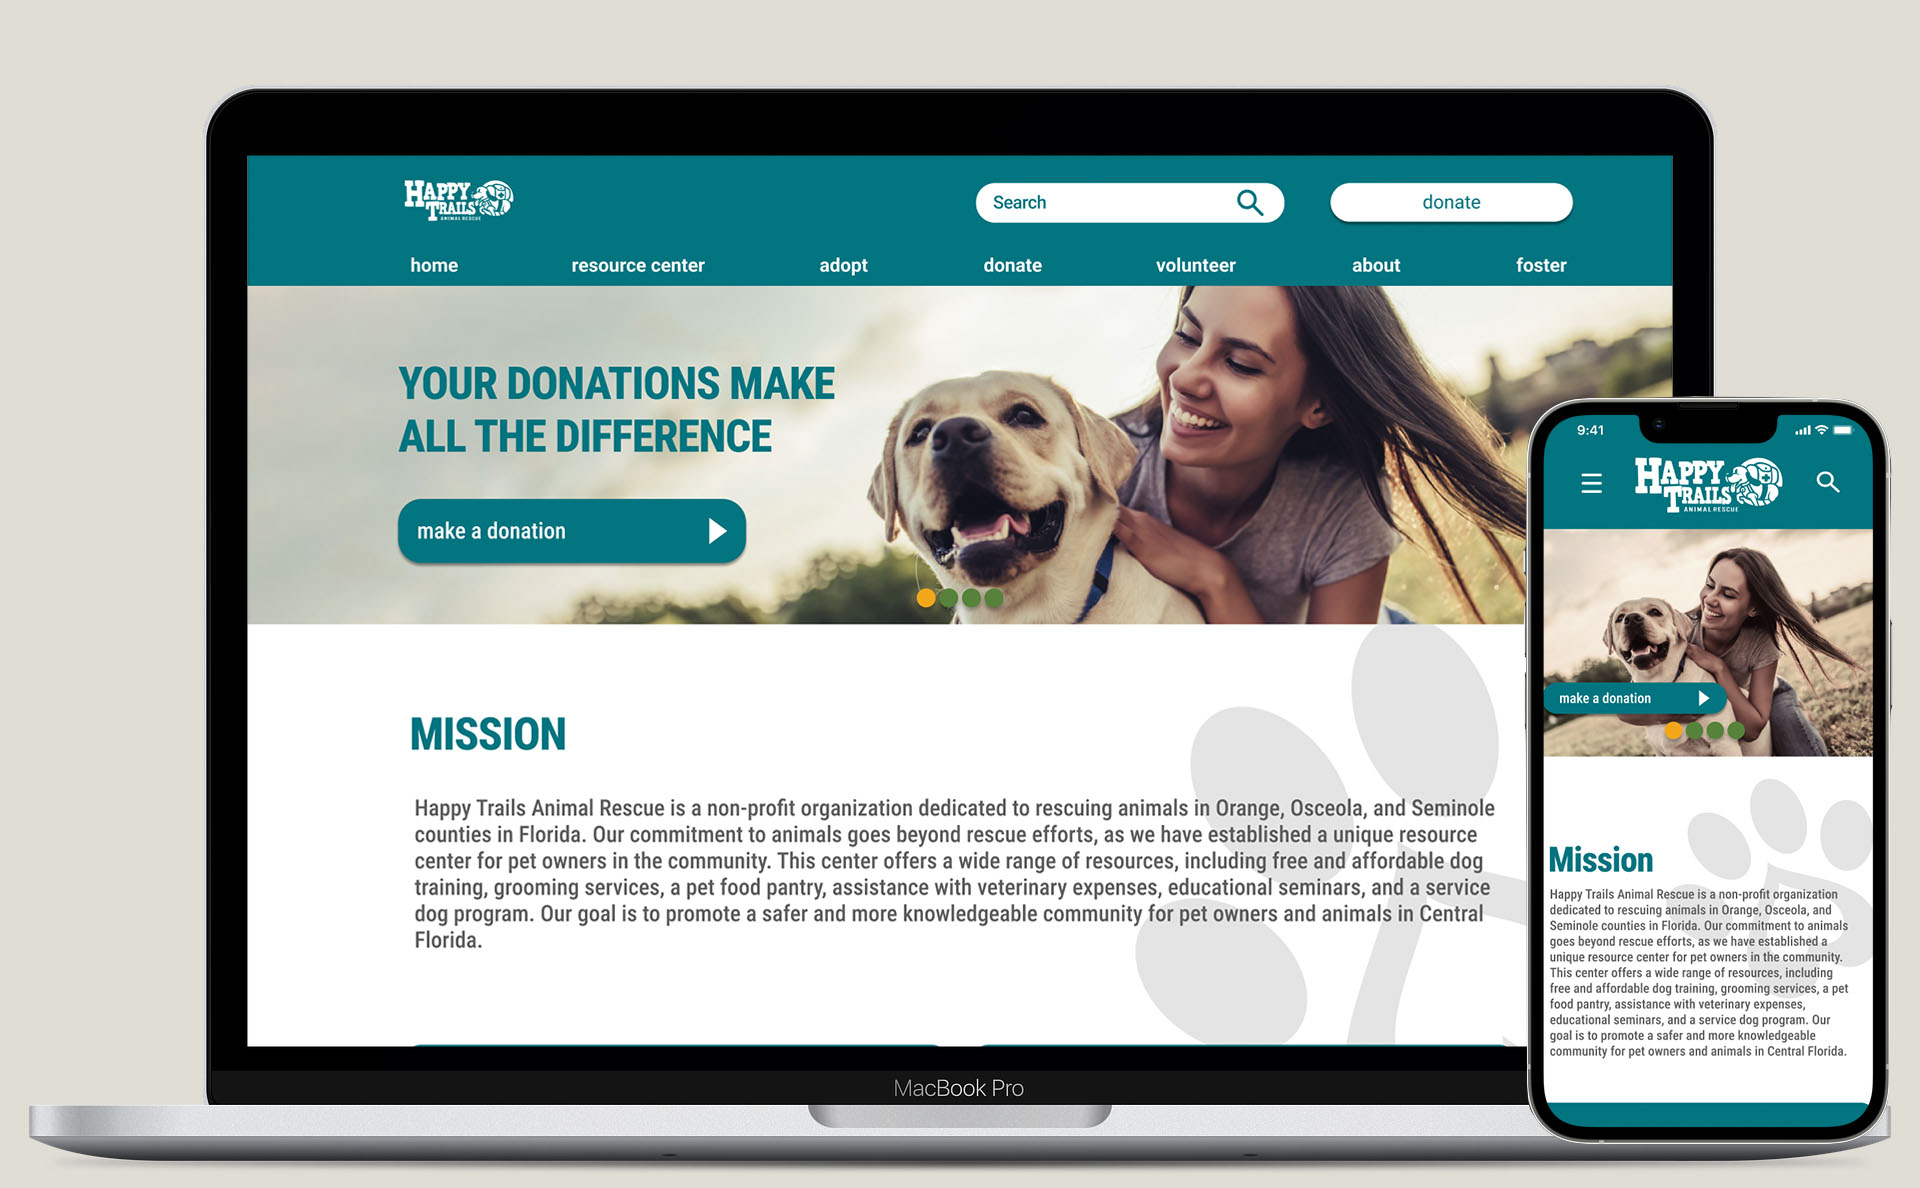 HAPPY
TRAILS
ANIMAL RESCUE
Search
donate
home resource center adopt donate volunteer about foster
YOUR DONATIONS MAKE
ALL THE DIFFERENCE
make a donation
MISSION
Happy Trails Animal Rescue is a non-profit organization dedicated to rescuing animals in Orange, Osceola, and Seminole
counties in Florida. Our commitment to animals goes beyond rescue efforts, as we have established a unique resource
center for pet owners in the community. This center offers a wide range of resources, including free and affordable dog
training, grooming services, a pet food pantry, assistance with veterinary expenses, educational seminars, and a service
dog program. Our goal is to promote a safer and more knowledgeable community for pet owners and animals in Central
Florida.
MacBook Pro
9:41
HAPPY
TRAILS
ANIMAL RESCUE
make a donation
Mission
Happy Trails Animal Rescue is a non-profit organization
dedicated to rescuing animals in Orange, Osceola, and
Seminole counties in Florida. Our commitment to animals
goes beyond rescue efforts, as we have established a
unique resource center for pet owners in the community.
This center offers a wide range of resources, including
free and affordable dog training, grooming services, a pet
food pantry, assistance with veterinary expenses,
educational seminars, and a service dog program. Our
goal is to promote a safer and more knowledgeable
community for pet owners and animals in Central Florida.